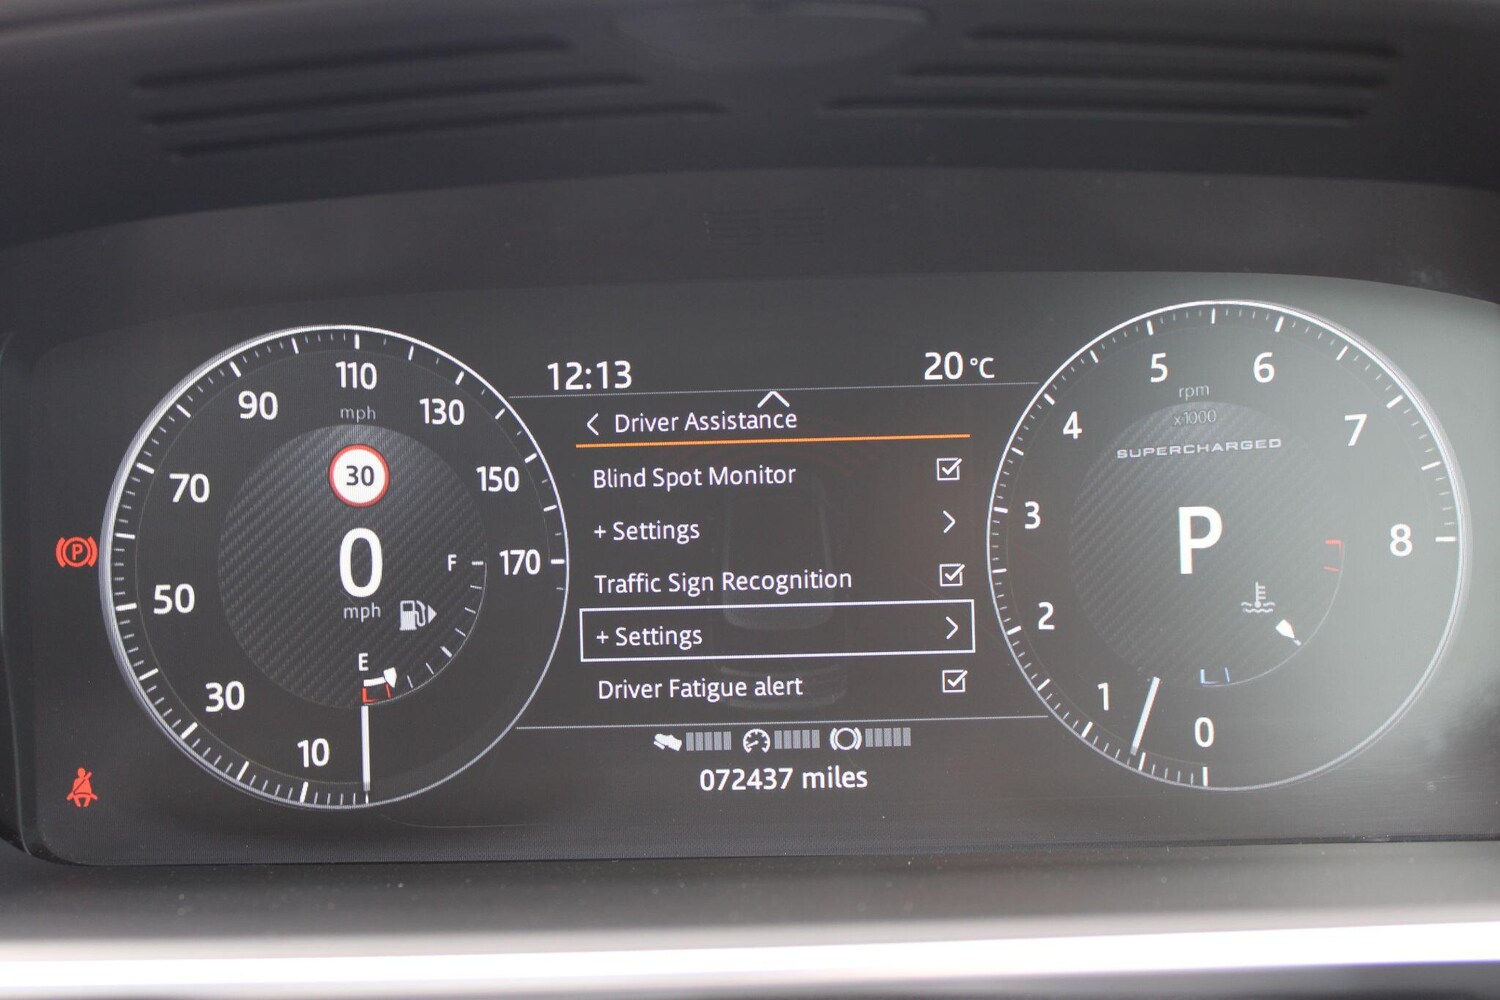 12:13
20 °C
Driver Assistance
Blind Spot Monitor
+ Settings
Traffic Sign Recognition
+ Settings
Driver Fatigue alert
072437 miles
110
mph
90
130
30
70
150
0
mph
F
170
50
E
30
10
P
5
6
rpm
x1000
4
7
SUPERCHARGED
3
P
8
2
1
0